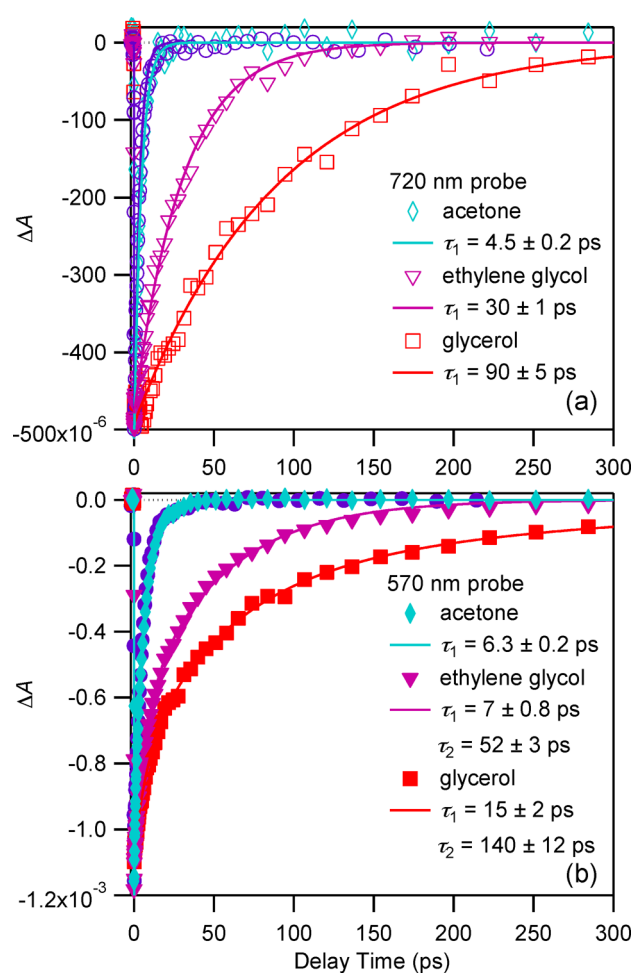 0
-100
-200
-300
-400
-500x10⁻⁶
ΔA
720 nm probe
acetone
τ₁ = 4.5 ± 0.2 ps
ethylene glycol
τ₁ = 30 ± 1 ps
glycerol
τ₁ = 90 ± 5 ps
(a)
0 50 100 150 200 250 300
0.0
-0.2
-0.4
-0.6
-0.8
-1.0
-1.2x10⁻³
ΔA
570 nm probe
acetone
τ₁ = 6.3 ± 0.2 ps
ethylene glycol
τ₁ = 7 ± 0.8 ps
τ₂ = 52 ± 3 ps
glycerol
τ₁ = 15 ± 2 ps
τ₂ = 140 ± 12 ps
(b)
0 50 100 150 200 250 300
Delay Time (ps)